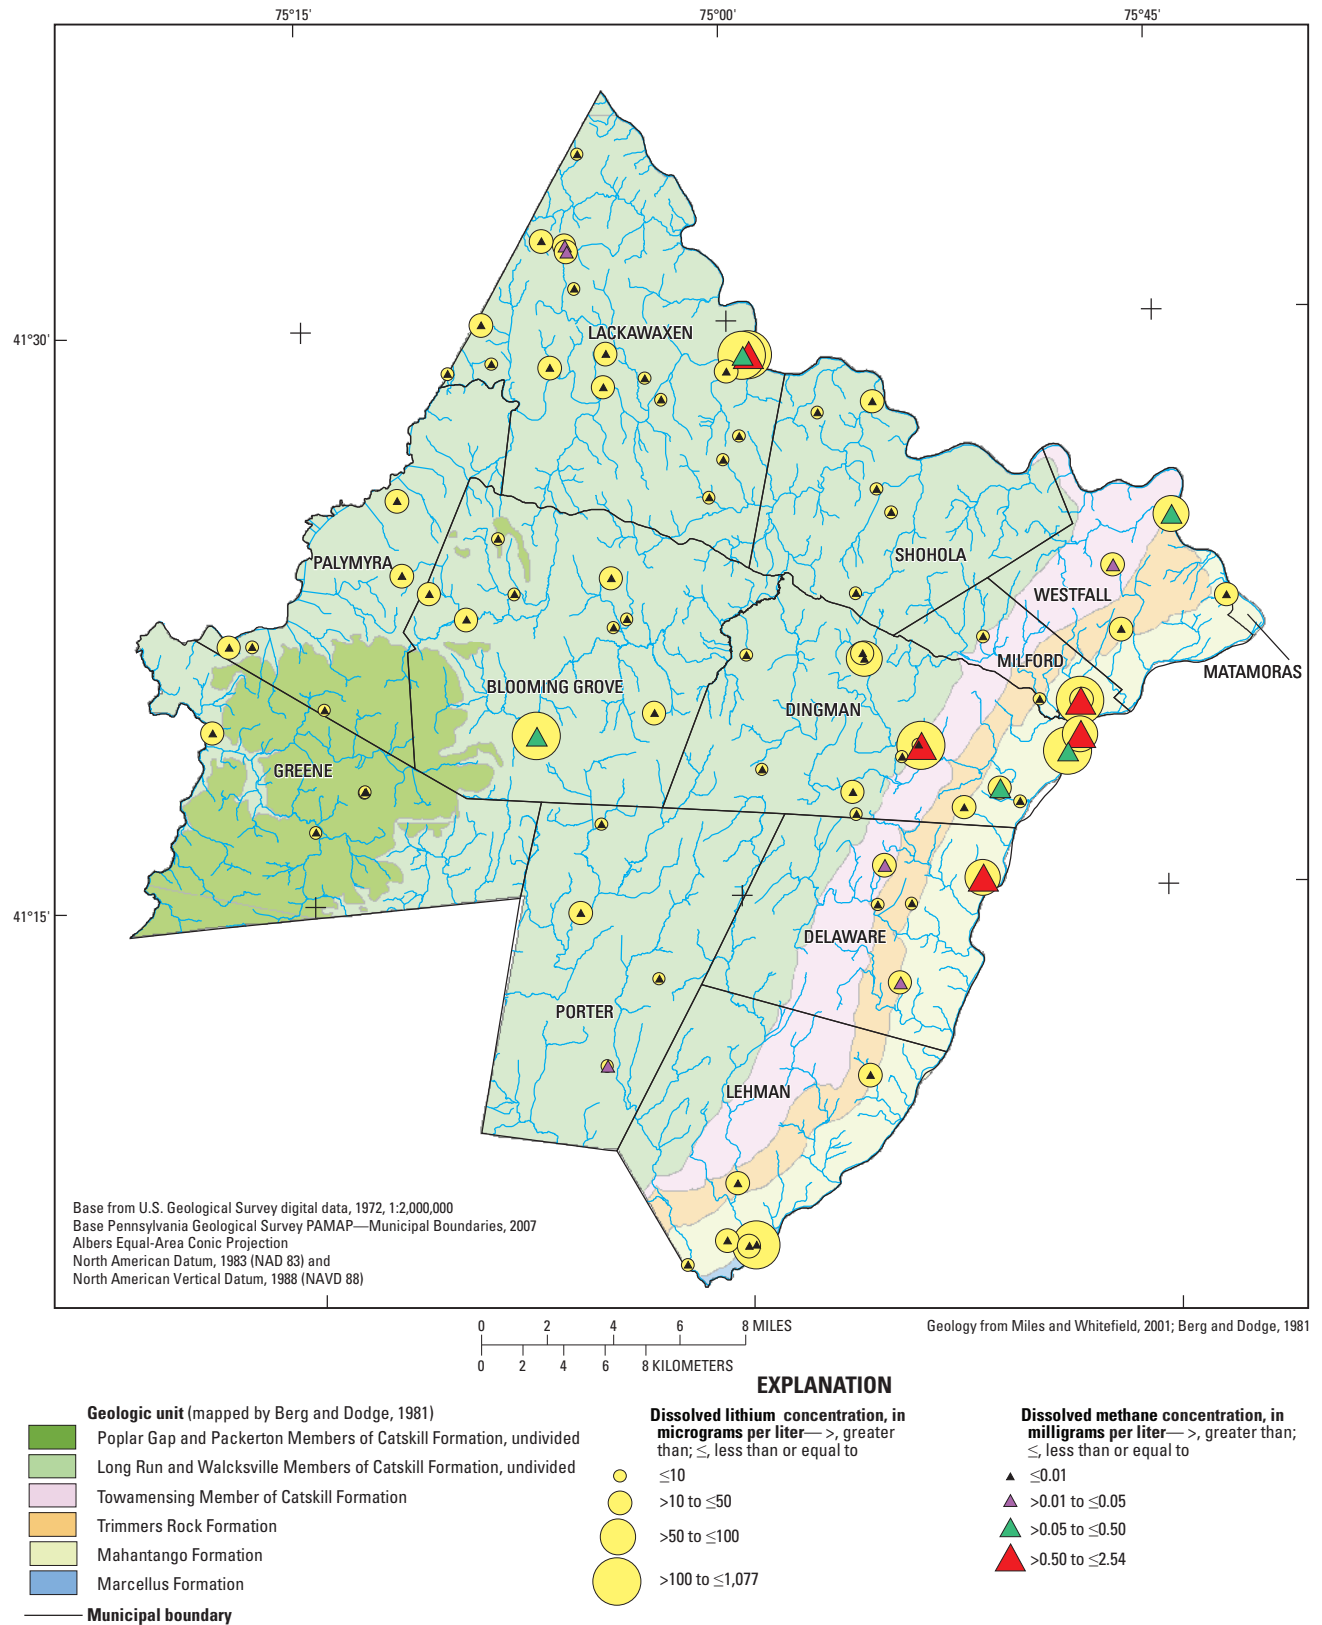 75°15'
75°00'
75°45'
41°30'
41°15'
LACKAWAXEN
SHOHOLA
PALYMYRA
WESTFALL
MILFORD
MATAMORAS
BLOOMING GROVE
DINGMAN
GREENE
DELAWARE
PORTER
LEHMAN
Base from U.S. Geological Survey digital data, 1972, 1:2,000,000
Base Pennsylvania Geological Survey PAMAP—Municipal Boundaries, 2007
Albers Equal-Area Conic Projection
North American Datum, 1983 (NAD 83) and
North American Vertical Datum, 1988 (NAVD 88)
0 2 4 6 8 MILES
0 2 4 6 8 KILOMETERS
Geology from Miles and Whitefield, 2001; Berg and Dodge, 1981
EXPLANATION
Geologic unit (mapped by Berg and Dodge, 1981)
Poplar Gap and Packerton Members of Catskill Formation, undivided
Long Run and Walcksville Members of Catskill Formation, undivided
Towamensing Member of Catskill Formation
Trimmers Rock Formation
Mahantango Formation
Marcellus Formation
Municipal boundary
Dissolved lithium concentration, in
micrograms per liter— >, greater
than; ≤, less than or equal to
≤10
>10 to ≤50
>50 to ≤100
>100 to ≤1,077
Dissolved methane concentration, in
milligrams per liter— >, greater than;
≤, less than or equal to
≤0.01
>0.01 to ≤0.05
>0.05 to ≤0.50
>0.50 to ≤2.54